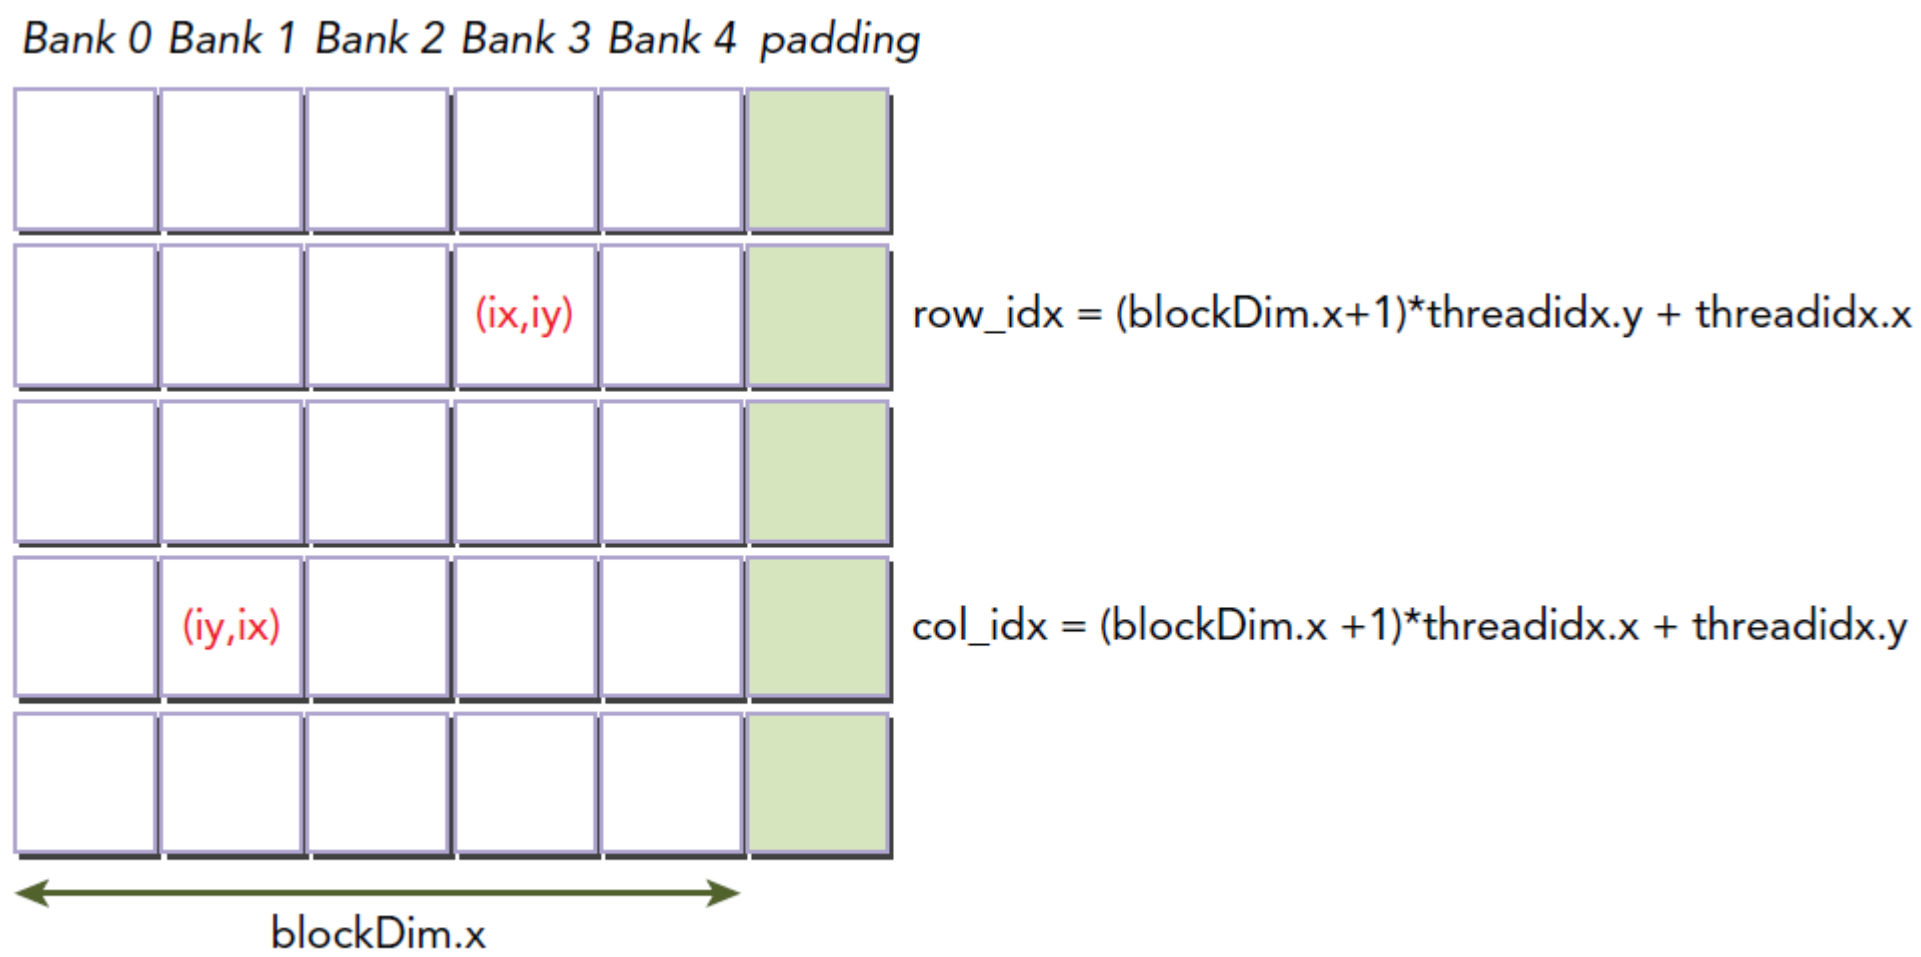 Bank 0 Bank 1 Bank 2 Bank 3 Bank 4 padding
(ix,iy) row_idx = (blockDim.x+1)*threadidx.y + threadidx.x
(iy,ix) col_idx = (blockDim.x +1)*threadidx.x + threadidx.y
blockDim.x